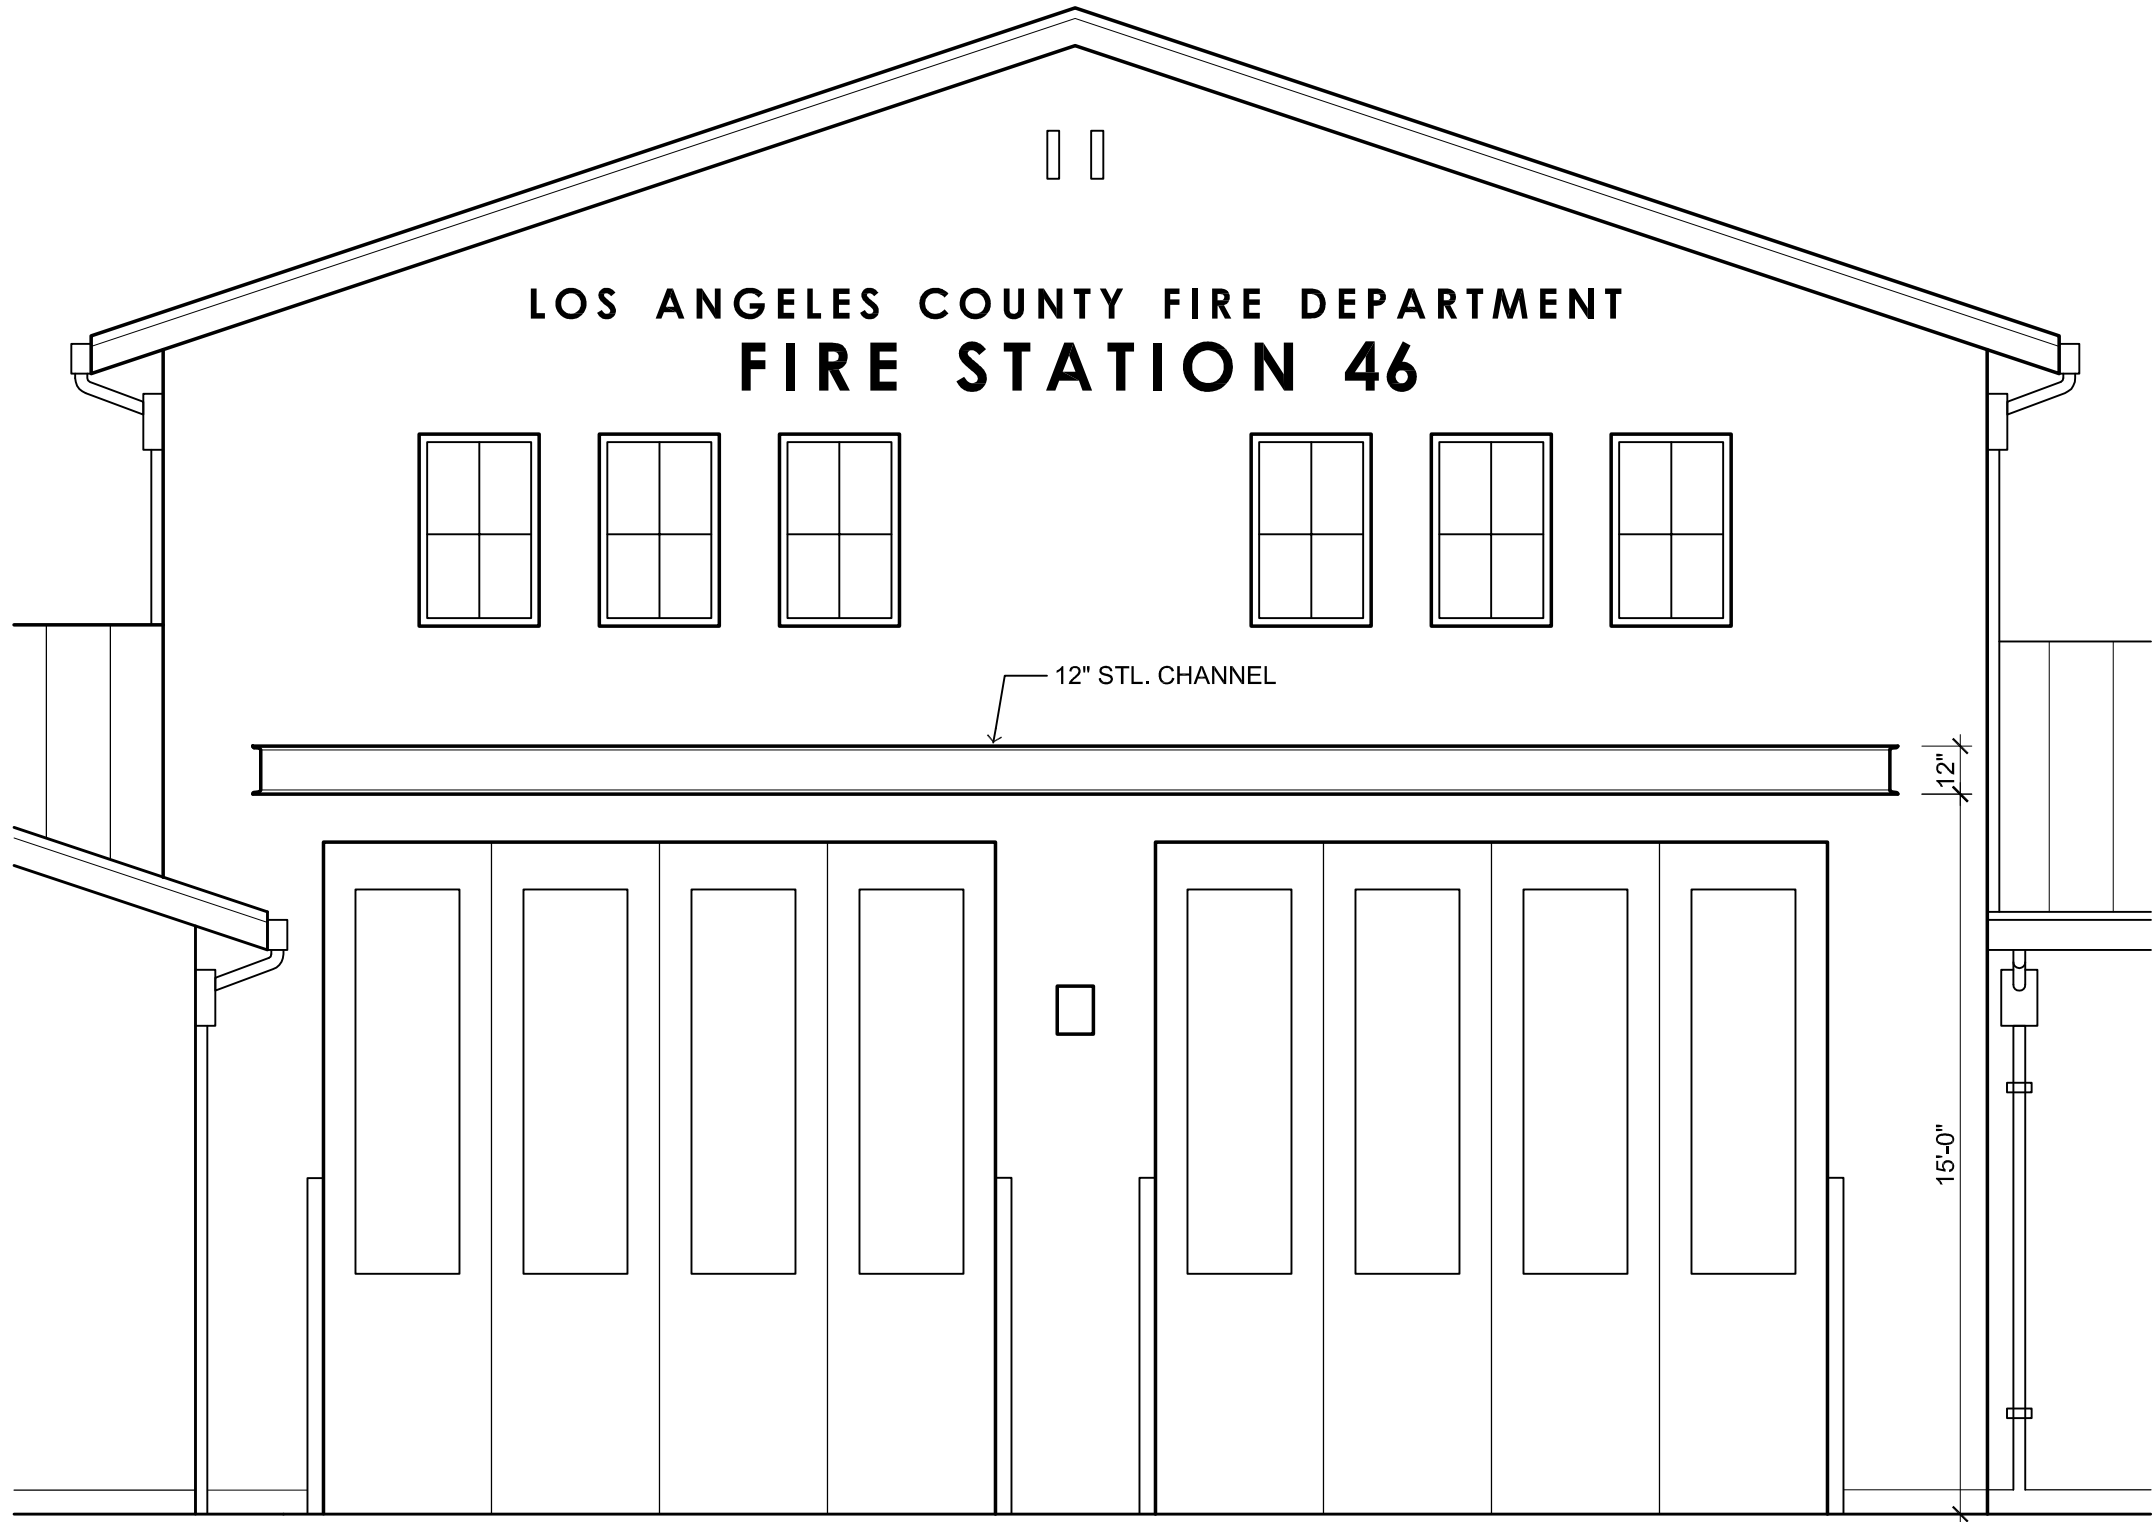 LOS ANGELES COUNTY FIRE DEPARTMENT
FIRE STATION 46
12" STL. CHANNEL
12"
15'-0"